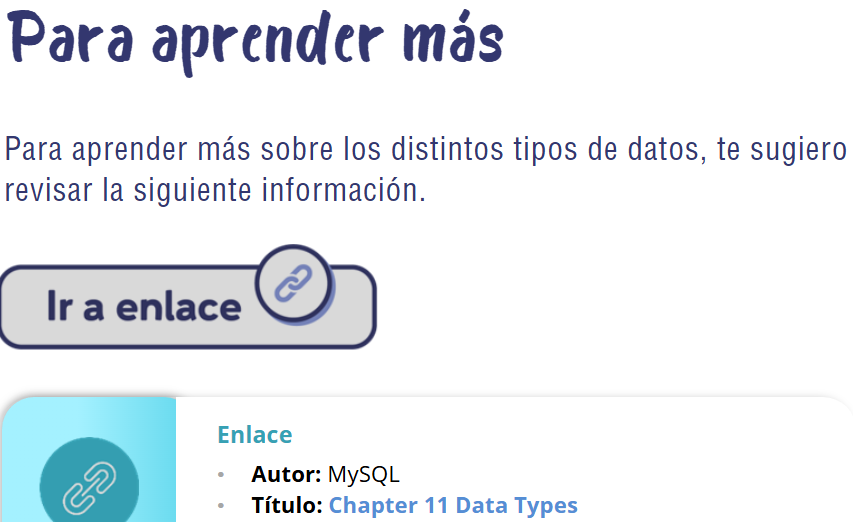 Para aprender más
Para aprender más sobre los distintos tipos de datos, te sugiero
revisar la siguiente información.
Ir a enlace
Enlace
• Autor: MySQL
• Título: Chapter 11 Data Types